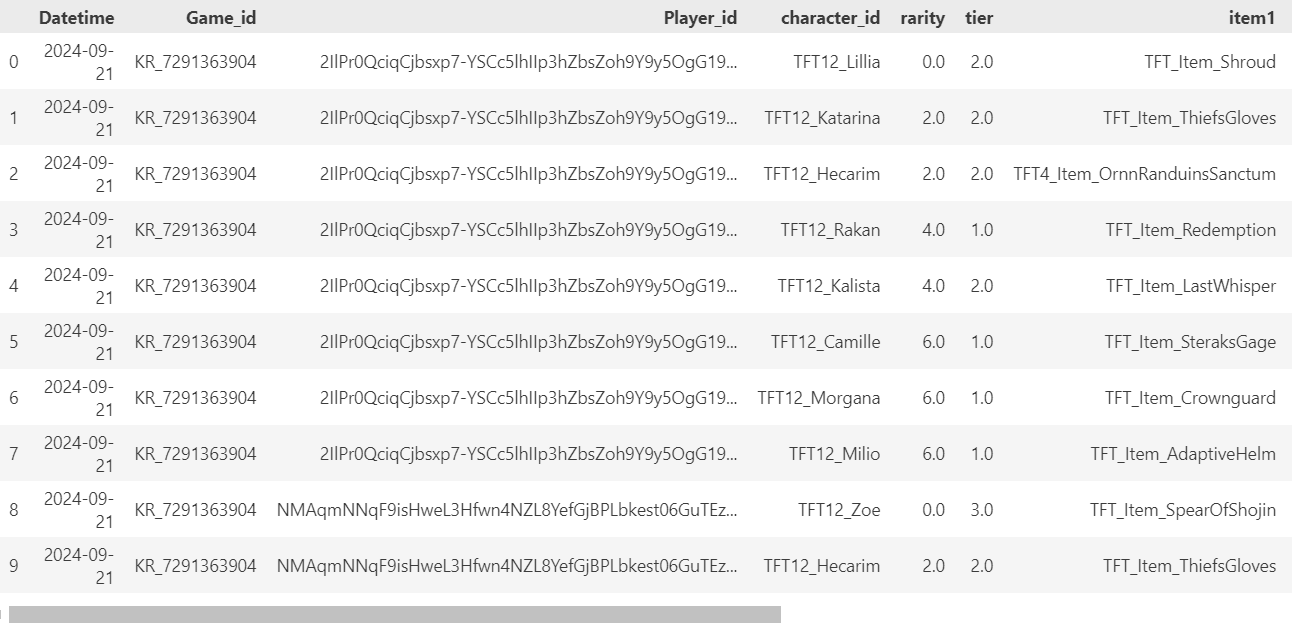 Datetime Game_id Player_id character_id rarity tier item1
0 2024-09-21 KR_7291363904 2IlPr0QciqCjbsxp7-YSCc5lhIIp3hZbsZoh9Y9y5OgG19... TFT12_Lillia 0.0 2.0 TFT_Item_Shroud
1 2024-09-21 KR_7291363904 2IlPr0QciqCjbsxp7-YSCc5lhIIp3hZbsZoh9Y9y5OgG19... TFT12_Katarina 2.0 2.0 TFT_Item_ThiefsGloves
2 2024-09-21 KR_7291363904 2IlPr0QciqCjbsxp7-YSCc5lhIIp3hZbsZoh9Y9y5OgG19... TFT12_Hecarim 2.0 2.0 TFT4_Item_OrnnRanduinsSanctum
3 2024-09-21 KR_7291363904 2IlPr0QciqCjbsxp7-YSCc5lhIIp3hZbsZoh9Y9y5OgG19... TFT12_Rakan 4.0 1.0 TFT_Item_Redemption
4 2024-09-21 KR_7291363904 2IlPr0QciqCjbsxp7-YSCc5lhIIp3hZbsZoh9Y9y5OgG19... TFT12_Kalista 4.0 2.0 TFT_Item_LastWhisper
5 2024-09-21 KR_7291363904 2IlPr0QciqCjbsxp7-YSCc5lhIIp3hZbsZoh9Y9y5OgG19... TFT12_Camille 6.0 1.0 TFT_Item_SteraksGage
6 2024-09-21 KR_7291363904 2IlPr0QciqCjbsxp7-YSCc5lhIIp3hZbsZoh9Y9y5OgG19... TFT12_Morgana 6.0 1.0 TFT_Item_Crownguard
7 2024-09-21 KR_7291363904 2IlPr0QciqCjbsxp7-YSCc5lhIIp3hZbsZoh9Y9y5OgG19... TFT12_Milio 6.0 1.0 TFT_Item_AdaptiveHelm
8 2024-09-21 KR_7291363904 NMAqmNNqF9isHweL3Hfwn4NZL8YefGjBPLbkest06GuTEz... TFT12_Zoe 0.0 3.0 TFT_Item_SpearOfShojin
9 2024-09-21 KR_7291363904 NMAqmNNqF9isHweL3Hfwn4NZL8YefGjBPLbkest06GuTEz... TFT12_Hecarim 2.0 2.0 TFT_Item_ThiefsGloves